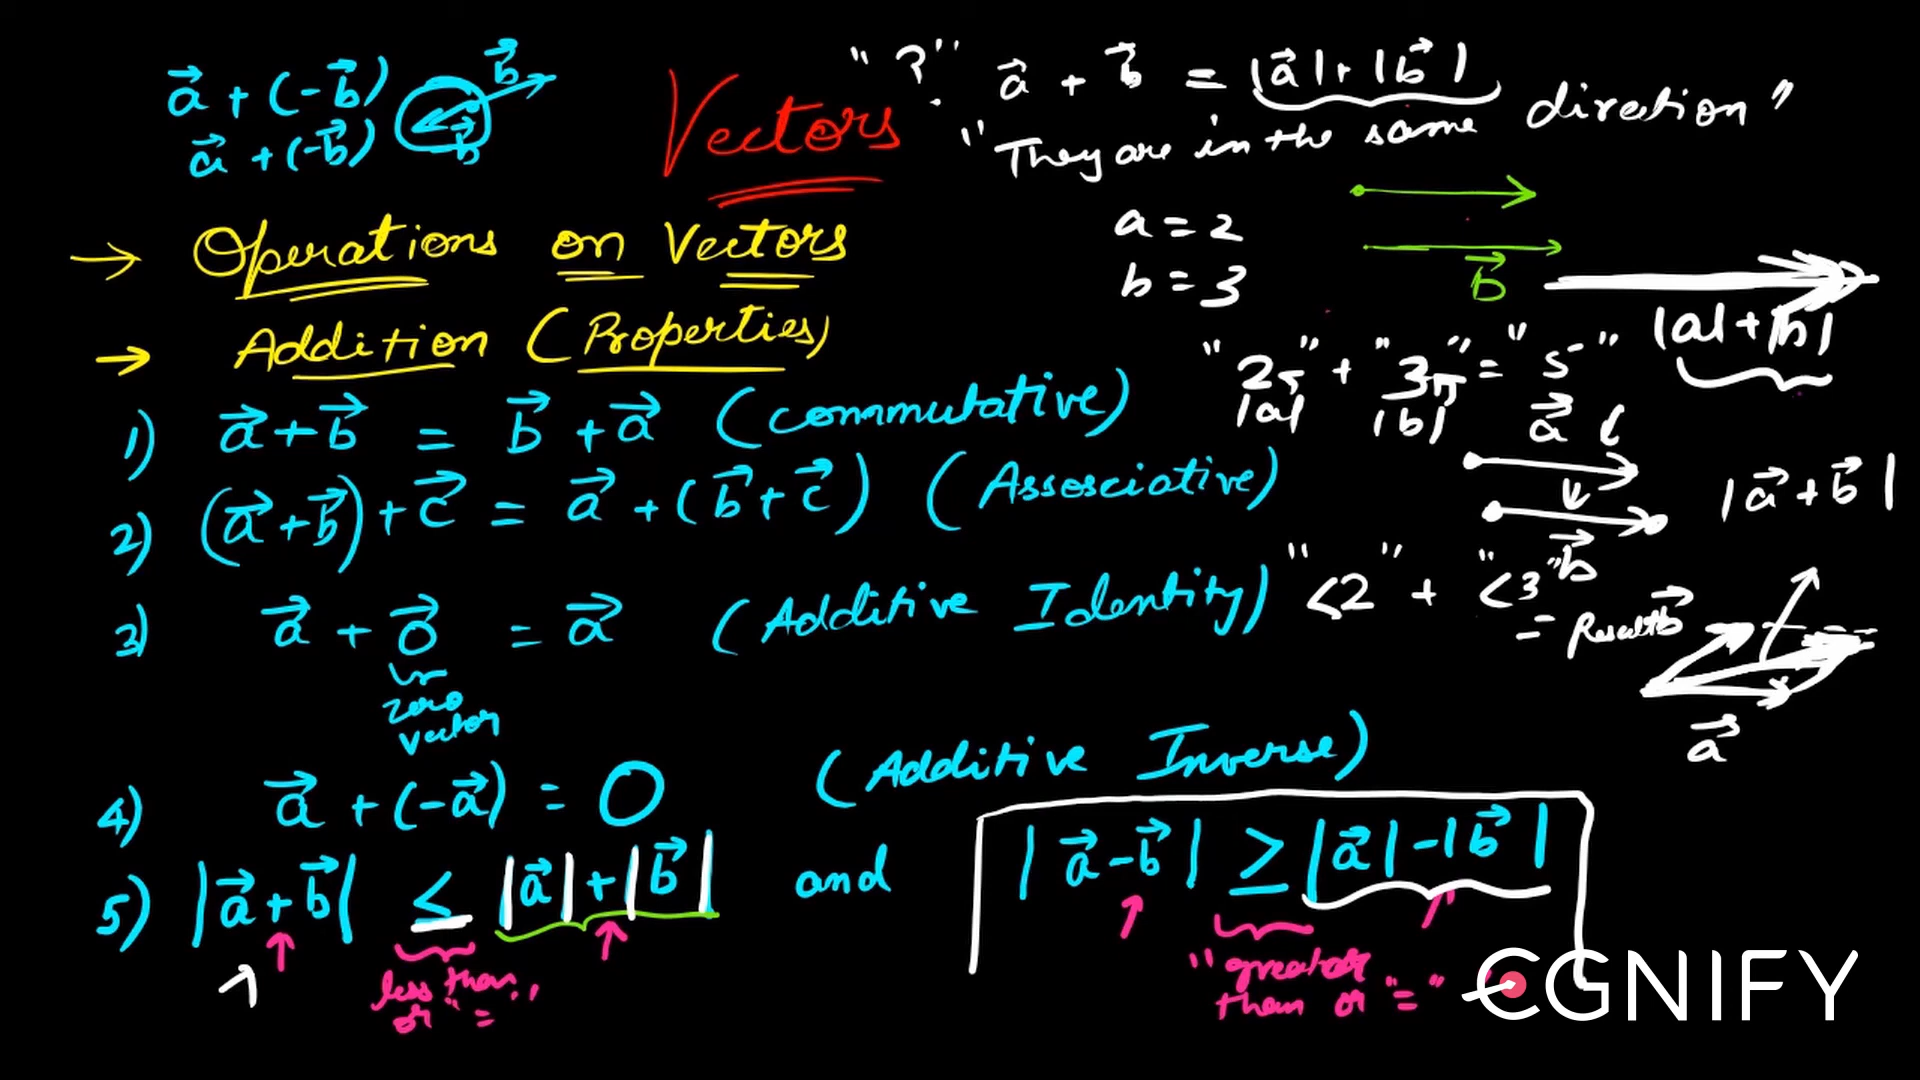 a⃗ + (-b⃗) b⃗
a⃗ + (-b⃗) b
Vectors
"?" a⃗ + b⃗ = |a⃗| + |b⃗|
"They are in the same direction"
a = 2
b = 3
b⃗
|a| + |b|
→ Operations on Vectors
→ Addition (Properties)
"2" + "3" = "5"
|a| |b| a⃗
1) a⃗ + b⃗ = b⃗ + a⃗ (Commutative)
2) (a⃗ + b⃗) + c⃗ = a⃗ + (b⃗ + c⃗) (Assosciative)
b⃗
|a⃗ + b⃗|
3) a⃗ + 0⃗ = a⃗ (Additive Identity)
zero
vector
"<2" + "<3"
=
a⃗
4) a⃗ + (-a⃗) = 0 (Additive Inverse)
5) |a⃗ + b⃗| ≤ |a⃗| + |b⃗| and |a⃗ - b⃗| ≥ |a⃗| - |b⃗|
less than
or "="
"greater
than or "="
COGNIFY